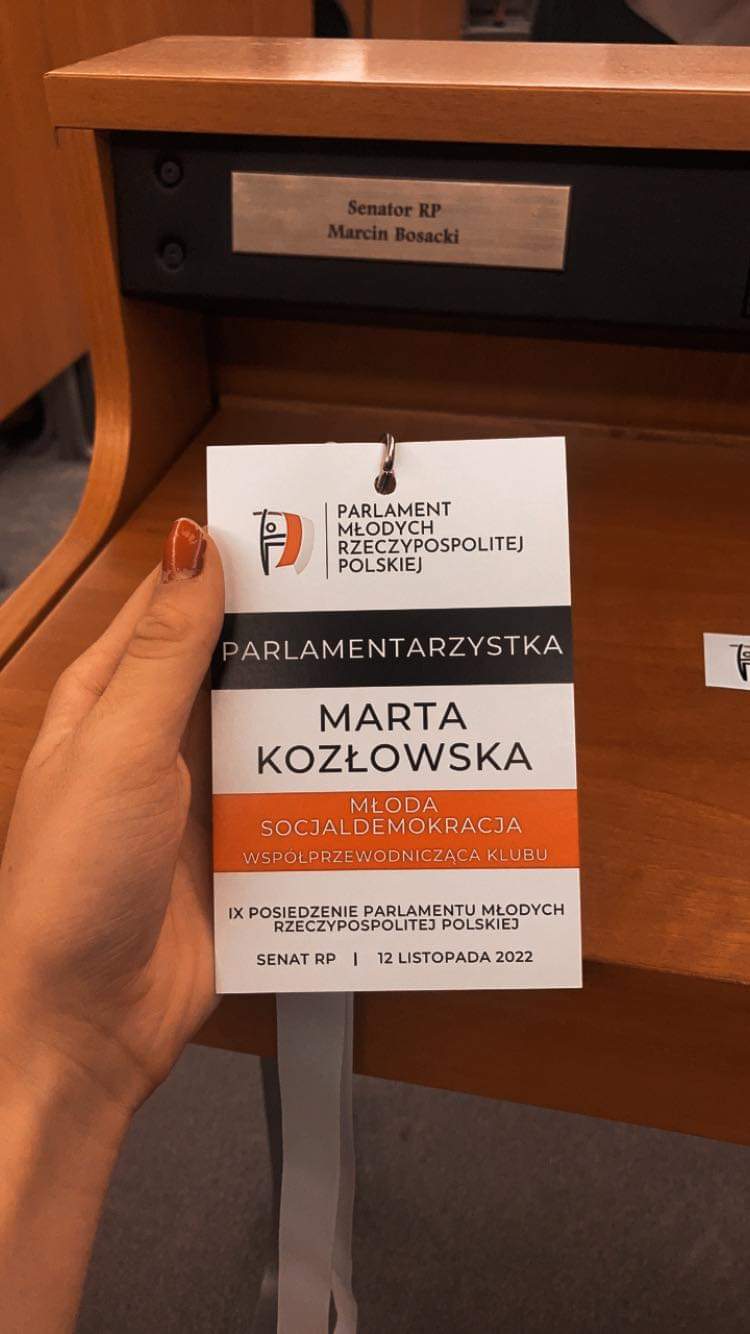 Senator RP
Marcin Bosacki
PARLAMENT
MŁODYCH
RZECZYPOSPOLITEJ
POLSKIEJ
PARLAMENTARZYSTKA
MARTA
KOZŁOWSKA
MŁODA
SOCJALDEMOKRACJA
WSPÓŁPRZEWODNICZĄCA KLUBU
IX POSIEDZENIE PARLAMENTU MŁODYCH
RZECZYPOSPOLITEJ POLSKIEJ
SENAT RP | 12 LISTOPADA 2022